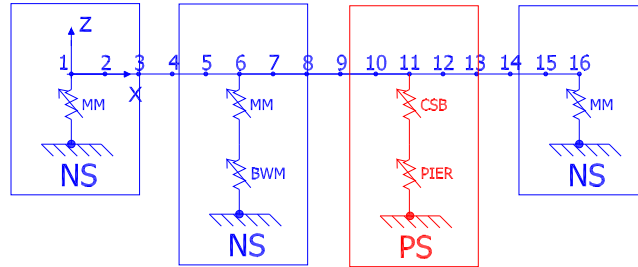 Z
1 2 3 4 5 6 7 8 9 10 11 12 13 14 15 16
X
MM MM CSB MM
BWM PIER
NS NS PS NS